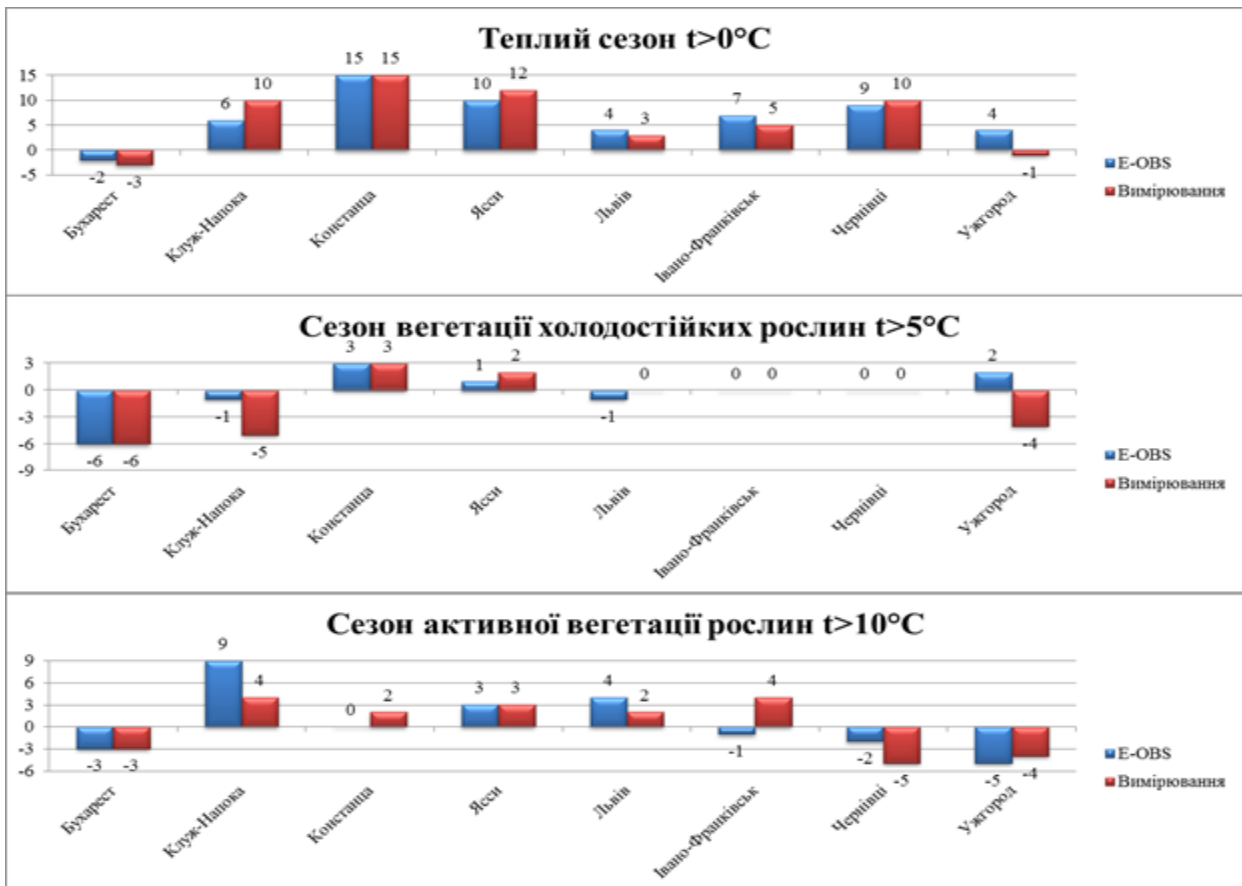 Теплий сезон t>0°C
15 15
15
12
10
10
10
9
10
7
6
5
4
4
3
5
0
-5
-2
-3
-1
E-OBS
Вимірювання
Бухарест
Клуж-Напока
Констанца
Ясси
Львів
Івано-Франківськ
Чернівці
Ужгород
Сезон вегетації холодостійких рослин t>5°C
3 3
3
2
2
1
0
0 0
0 0
0
-1
-1
-3
-4
-5
-6
-6 -6
-9
E-OBS
Вимірювання
Бухарест
Клуж-Напока
Констанца
Ясси
Львів
Івано-Франківськ
Чернівці
Ужгород
Сезон активної вегетації рослин t>10°C
9
9
6
4
4
4
3 3
3
2
2
0
0
-1
-2
-3
-3 -3
-5
-5
-4
-6
E-OBS
Вимірювання
Бухарест
Клуж-Напока
Констанца
Ясси
Львів
Івано-Франківськ
Чернівці
Ужгород